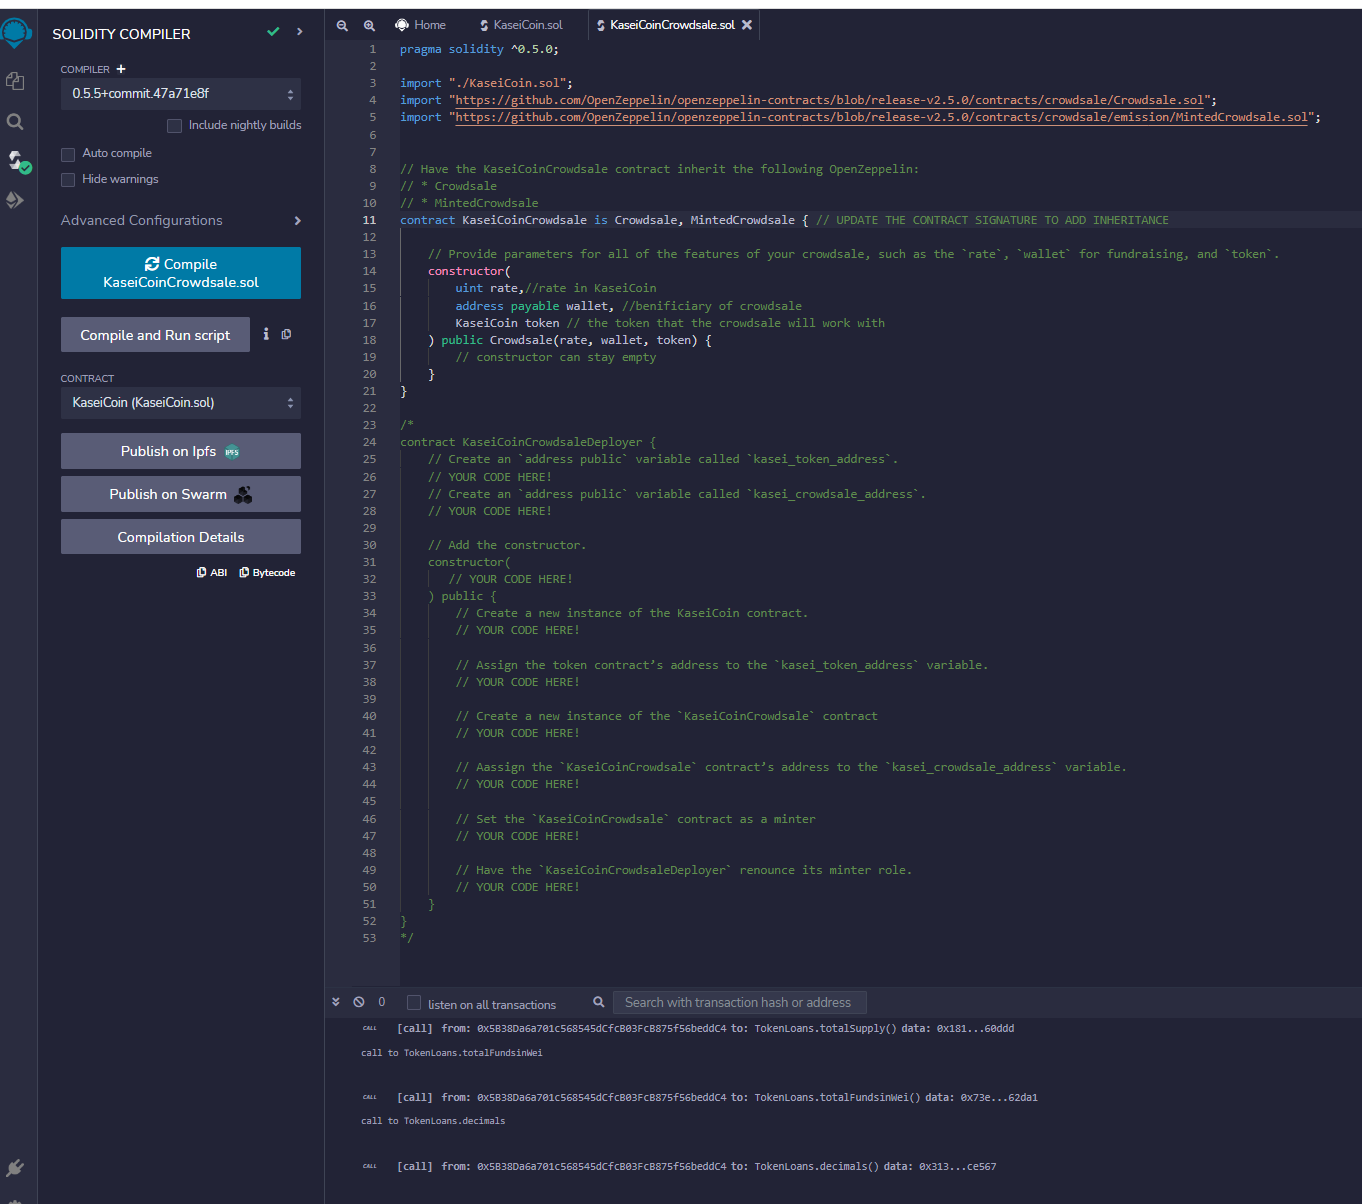 SOLIDITY COMPILER
COMPILER +
0.5.5+commit.47a71e8f
Include nightly builds
Auto compile
Hide warnings
Advanced Configurations
Compile
KaseiCoinCrowdsale.sol
Compile and Run script
CONTRACT
KaseiCoin (KaseiCoin.sol)
Publish on Ipfs
IPFS
Publish on Swarm
Compilation Details
ABI
Bytecode
Home
KaseiCoin.sol
KaseiCoinCrowdsale.sol
1 pragma solidity ^0.5.0;
2
3 import "./KaseiCoin.sol";
4 import "https://github.com/OpenZeppelin/openzeppelin-contracts/blob/release-v2.5.0/contracts/crowdsale/Crowdsale.sol";
5 import "https://github.com/OpenZeppelin/openzeppelin-contracts/blob/release-v2.5.0/contracts/crowdsale/emission/MintedCrowdsale.sol";
6
7
8 // Have the KaseiCoinCrowdsale contract inherit the following OpenZeppelin:
9 // * Crowdsale
10 // * MintedCrowdsale
11 contract KaseiCoinCrowdsale is Crowdsale, MintedCrowdsale { // UPDATE THE CONTRACT SIGNATURE TO ADD INHERITANCE
12
13 // Provide parameters for all of the features of your crowdsale, such as the `rate`, `wallet` for fundraising, and `token`.
14 constructor(
15 uint rate,//rate in KaseiCoin
16 address payable wallet, //benificiary of crowdsale
17 KaseiCoin token // the token that the crowdsale will work with
18 ) public Crowdsale(rate, wallet, token) {
19 // constructor can stay empty
20 }
21 }
22
23 /*
24 contract KaseiCoinCrowdsaleDeployer {
25 // Create an `address public` variable called `kasei_token_address`.
26 // YOUR CODE HERE!
27 // Create an `address public` variable called `kasei_crowdsale_address`.
28 // YOUR CODE HERE!
29
30 // Add the constructor.
31 constructor(
32 // YOUR CODE HERE!
33 ) public {
34 // Create a new instance of the KaseiCoin contract.
35 // YOUR CODE HERE!
36
37 // Assign the token contract’s address to the `kasei_token_address` variable.
38 // YOUR CODE HERE!
39
40 // Create a new instance of the `KaseiCoinCrowdsale` contract
41 // YOUR CODE HERE!
42
43 // Aassign the `KaseiCoinCrowdsale` contract’s address to the `kasei_crowdsale_address` variable.
44 // YOUR CODE HERE!
45
46 // Set the `KaseiCoinCrowdsale` contract as a minter
47 // YOUR CODE HERE!
48
49 // Have the `KaseiCoinCrowdsaleDeployer` renounce its minter role.
50 // YOUR CODE HERE!
51 }
52 }
53 */
0
listen on all transactions
Search with transaction hash or address
CALL [call] from: 0x5B38Da6a701c568545dCfcB03FcB875f56beddC4 to: TokenLoans.totalSupply() data: 0x181...60ddd
call to TokenLoans.totalFundsinWei
CALL [call] from: 0x5B38Da6a701c568545dCfcB03FcB875f56beddC4 to: TokenLoans.totalFundsinWei() data: 0x73e...62da1
call to TokenLoans.decimals
CALL [call] from: 0x5B38Da6a701c568545dCfcB03FcB875f56beddC4 to: TokenLoans.decimals() data: 0x313...ce567